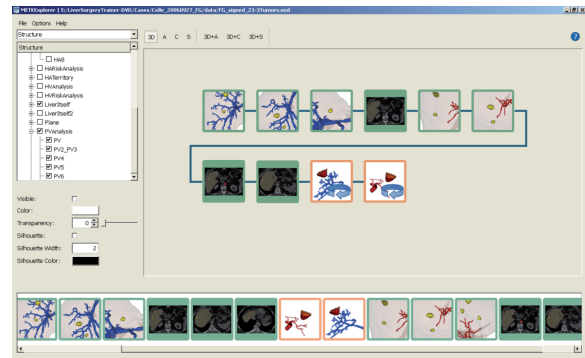 METKExplorer | E:/LiverSurgeryTrainer-DVD/Cases/Celle_20060927_FG/data/FG_signed_23-3Tumors.xml
File Options Help
Structure
3D A C S 3D+A 3D+C 3D+S
?
Structure
HA8
HARiskAnalysis
HATerritory
HVAnalysis
HVRiskAnalysis
LiverItself
LiverItself2
Plane
PVAnalysis
PV
PV2_PV3
PV4
PV5
PV6
Visible:
Color:
Transparency: 0
Silhouette:
Silhouette Width: 2
Silhouette Color: